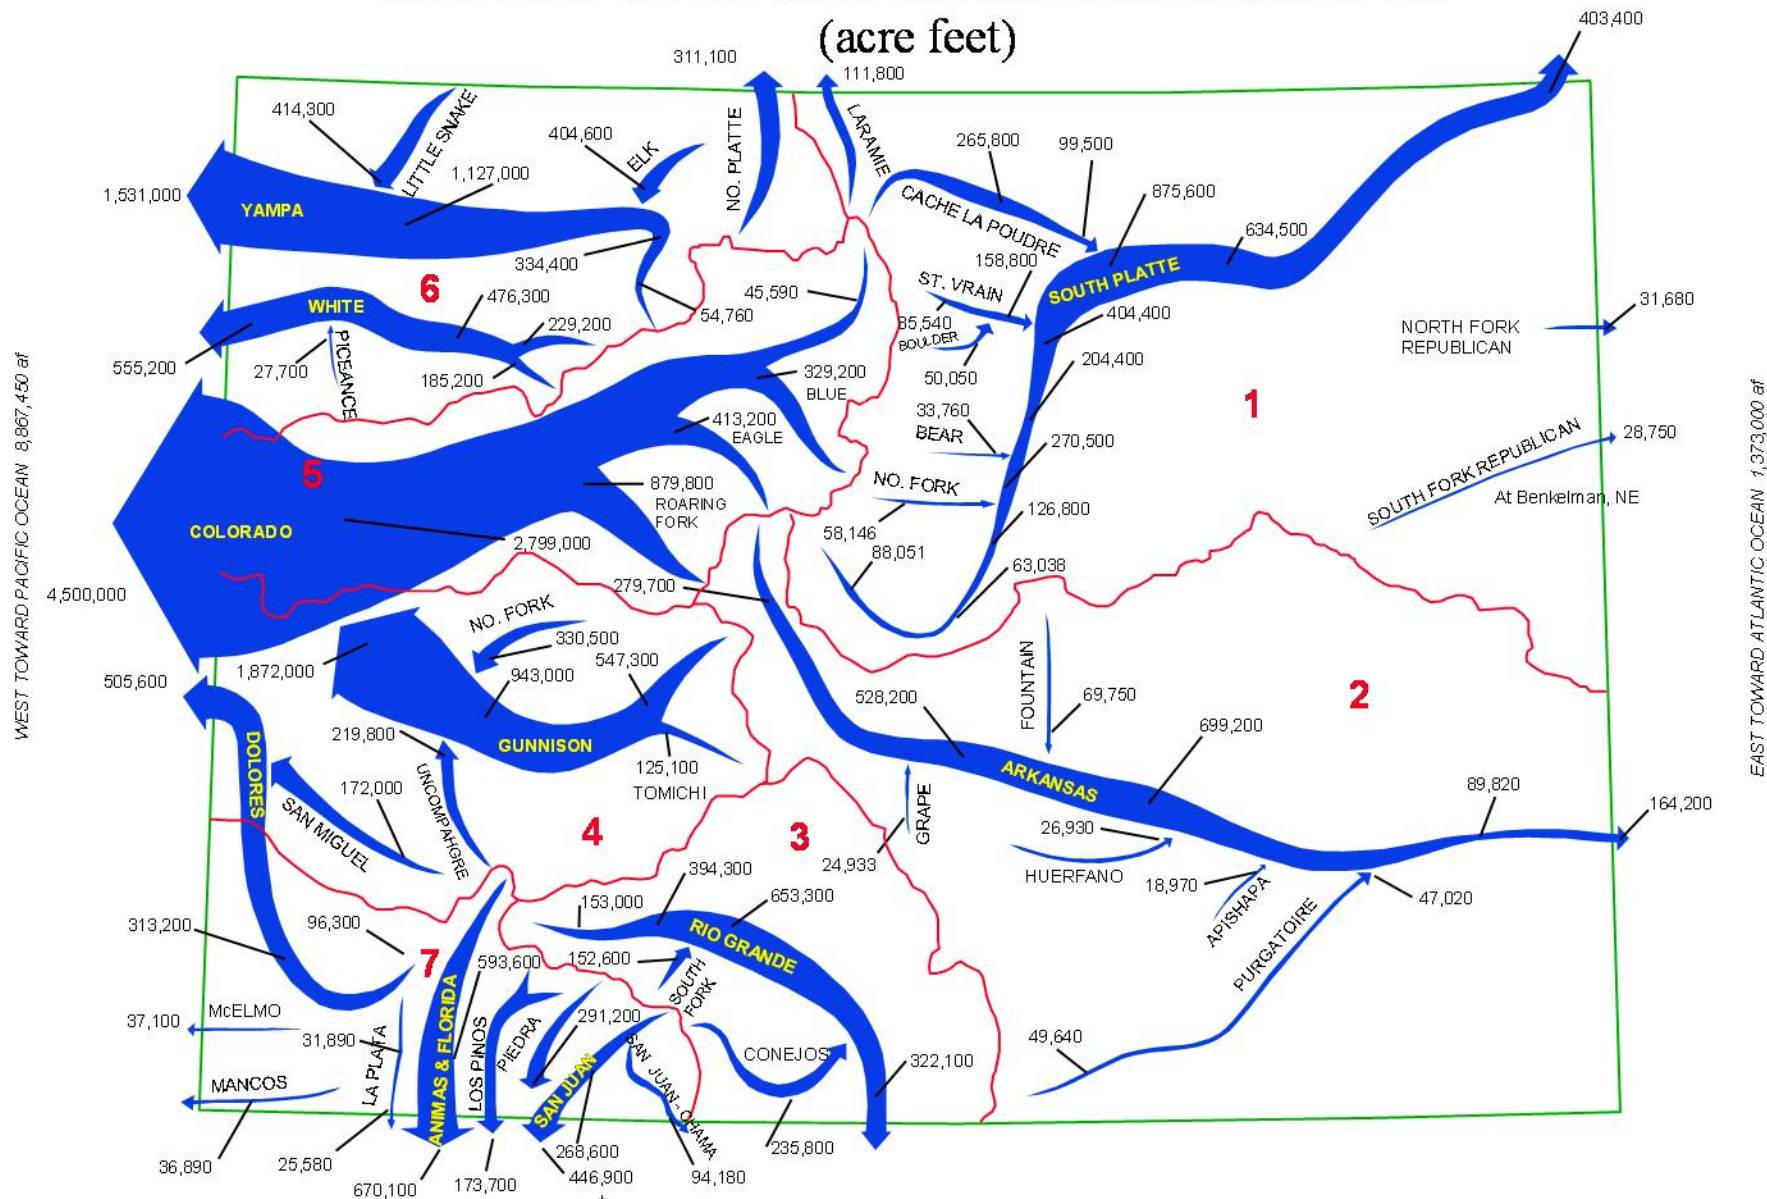 (acre feet)
403,400
311,100
111,800
414,300
LITTLE SNAKE
404,600
ELK
NO. PLATTE
LARAMIE
265,800
99,500
1,531,000
YAMPA
1,127,000
CACHE LA POUDRE
875,600
634,500
334,400
158,800
SOUTH PLATTE
6
WHITE
476,300
45,590
ST. VRAIN
54,760
229,200
85,540
BOULDER
404,400
31,680
NORTH FORK
REPUBLICAN
555,200
27,700
PICEANCE
185,200
329,200
BLUE
50,050
204,400
1
413,200
EAGLE
33,760
BEAR
270,500
SOUTH FORK REPUBLICAN
28,750
At Benkelman, NE
5
879,800
ROARING
FORK
NO. FORK
58,146
126,800
COLORADO
2,799,000
88,051
63,038
4,500,000
279,700
WEST TOWARD PACIFIC OCEAN 8,867,450 af
EAST TOWARD ATLANTIC OCEAN 1,373,000 af
NO. FORK
330,500
547,300
1,872,000
943,000
505,600
FOUNTAIN
528,200
69,750
2
699,200
219,800
GUNNISON
DOLORES
125,100
TOMICHI
ARKANSAS
172,000
SAN MIGUEL
UNCOMPAHGRE
89,820
164,200
4
3
GRAPE
26,930
24,933
HUERFANO
394,300
18,970
APISHAPA
47,020
153,000
653,300
313,200
96,300
RIO GRANDE
7
593,600
152,600
SOUTH
FORK
PURGATOIRE
McELMO
37,100
31,890
LA PLATA
ANIMAS & FLORIDA
LOS PINOS
PIEDRA
291,200
SAN JUAN
SAN JUAN - CHAMA
CONEJOS
322,100
49,640
MANCOS
36,890
25,580
670,100
173,700
268,600
446,900
94,180
235,800